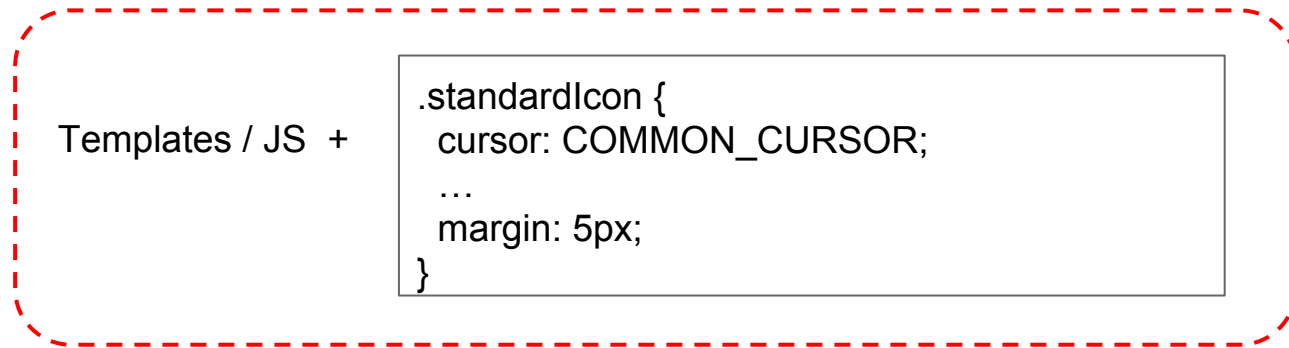 Templates / JS +
.standardIcon {
cursor: COMMON_CURSOR;
…
margin: 5px;
}